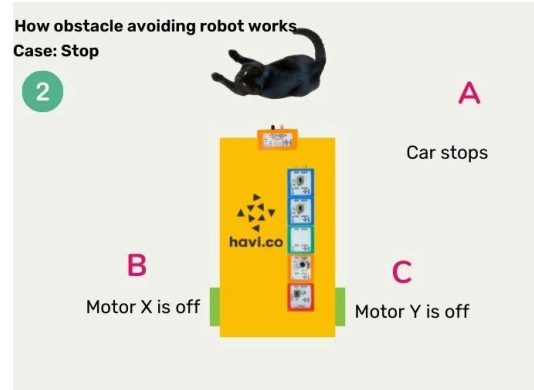 How obstacle avoiding robot works
Case: Stop
2
A
Car stops
havi.co
B
C
Motor X is off
Motor Y is off